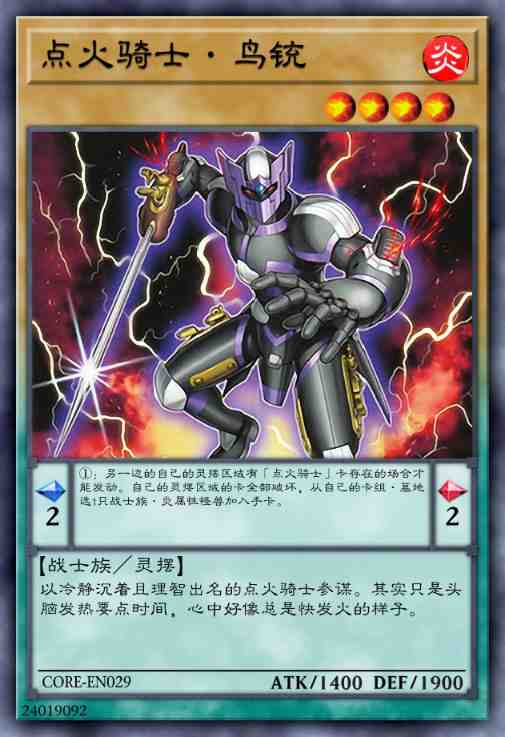 点火骑士·鸟铳
炎
①：另一边的自己的灵摆区域有「点火骑士」卡存在的场合才
能发动。自己的灵摆区域的卡全部破坏，从自己的卡组·墓地
选1只战士族·炎属性怪兽加入手卡。
2
2
【战士族／灵摆】
以冷静沉着且理智出名的点火骑士参谋。其实只是头
脑发热要点时间，心中好像总是快发火的样子。
CORE-EN029
ATK/1400 DEF/1900
24019092